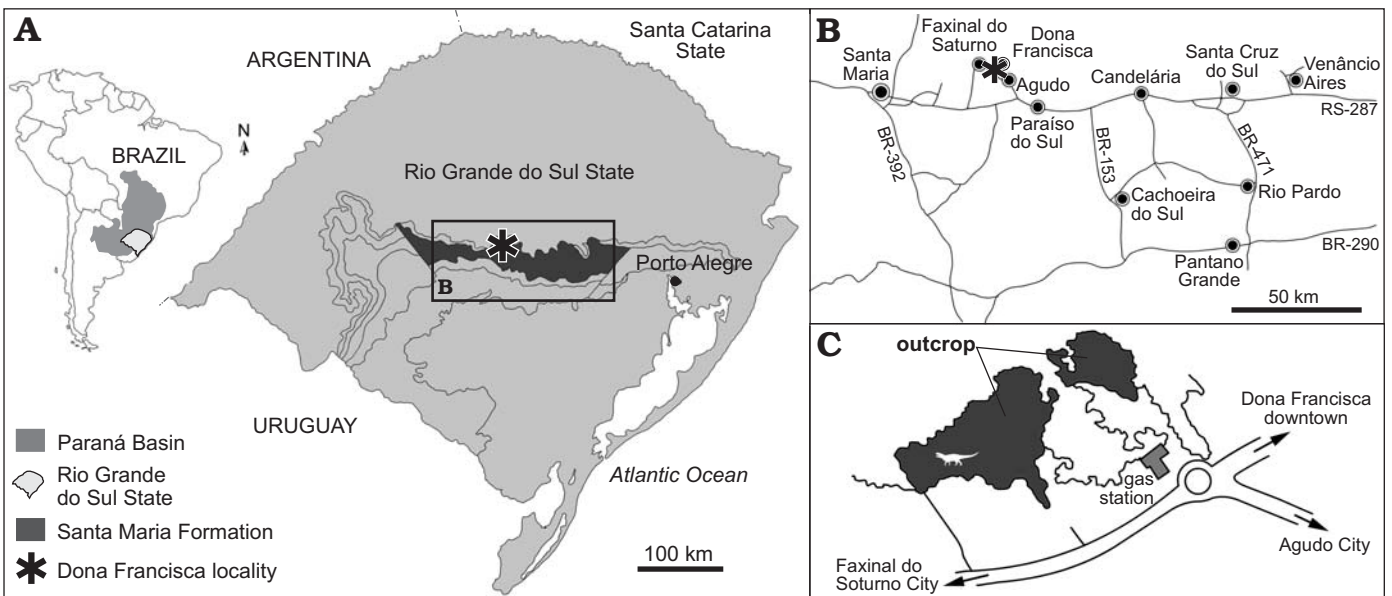 A
ARGENTINA
Santa Catarina
State
N
BRAZIL
Rio Grande do Sul State
B
Porto Alegre
URUGUAY
Atlantic Ocean
Paraná Basin
Rio Grande
do Sul State
Santa Maria Formation
Dona Francisca locality
100 km
B
Santa
Maria
Faxinal do
Saturno
Dona
Francisca
Agudo
Paraíso
do Sul
Candelária
Santa Cruz
do Sul
Venâncio
Aires
RS-287
BR-392
BR-153
BR-471
Cachoeira
do Sul
Rio Pardo
BR-290
Pantano
Grande
50 km
C
outcrop
Dona Francisca
downtown
gas
station
Agudo City
Faxinal do
Soturno City